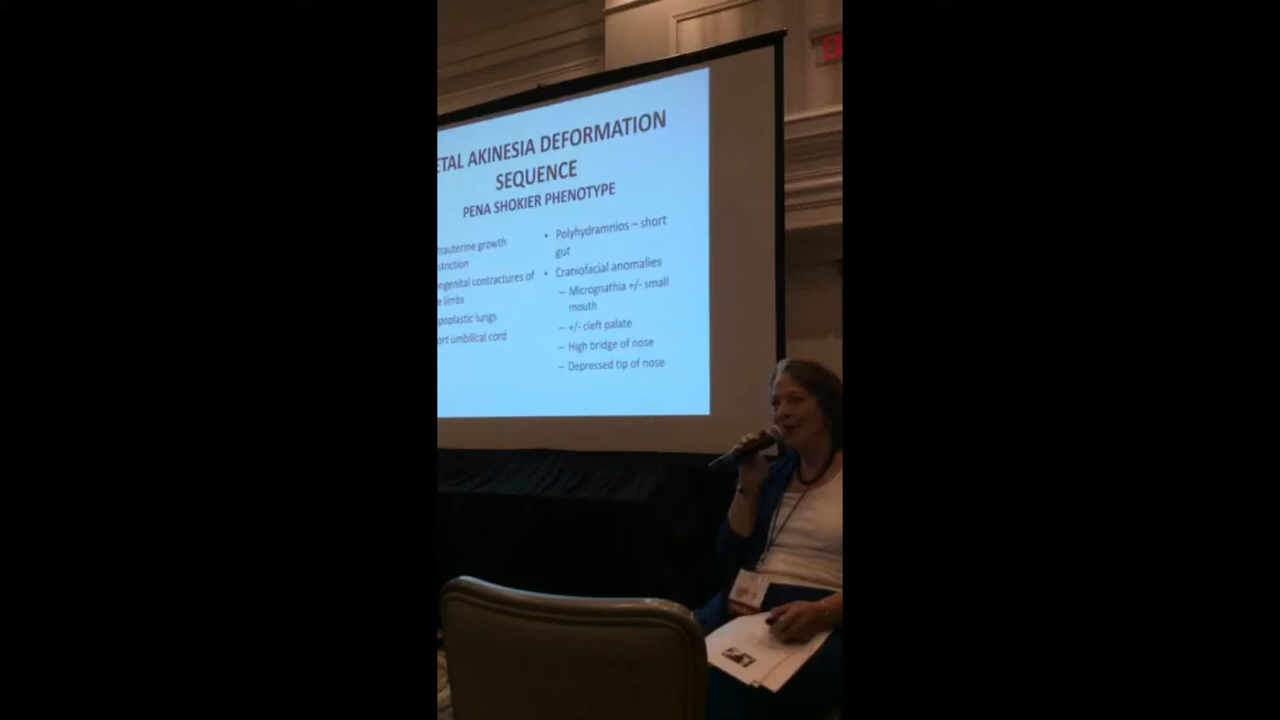 ETAL AKINESIA DEFORMATION
SEQUENCE
PENA SHOKIER PHENOTYPE
trauterine growth
striction
ngenital contractures of
e limbs
poplastic lungs
ort umbilical cord
• Polyhydramnios – short
gut
• Craniofacial anomalies
– Micrognathia +/- small
mouth
– +/- cleft palate
– High bridge of nose
– Depressed tip of nose